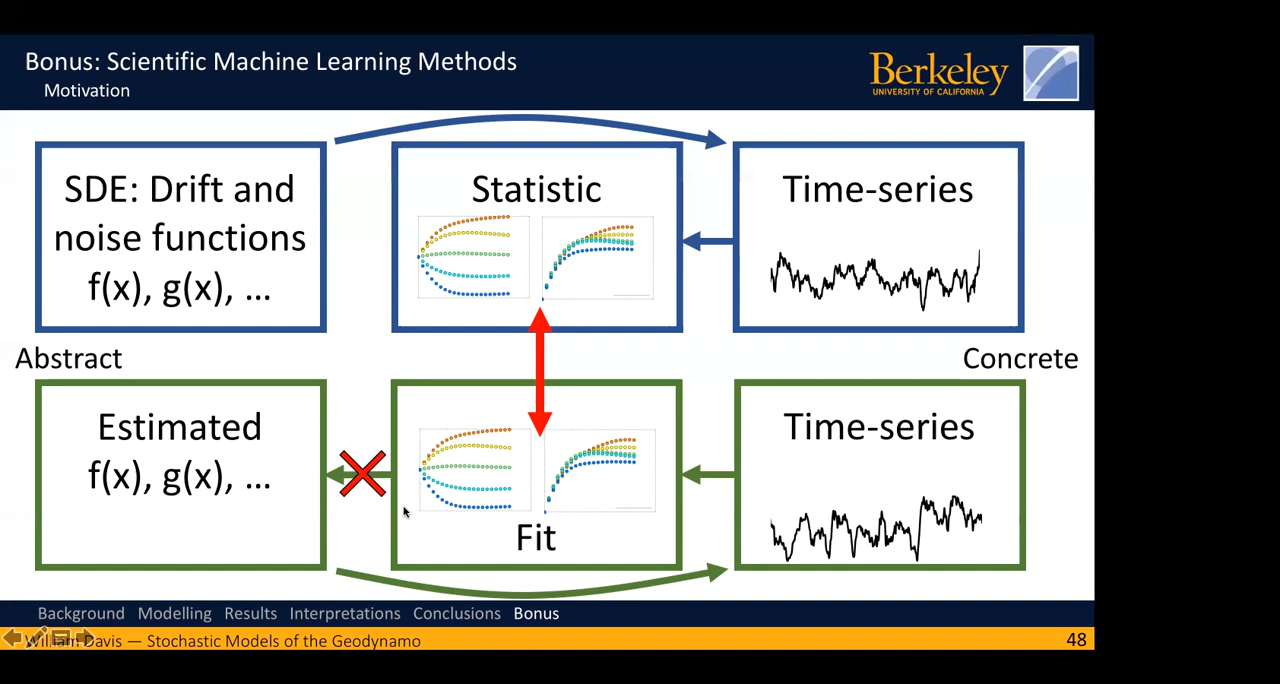 Bonus: Scientific Machine Learning Methods
Motivation
Berkeley
UNIVERSITY OF CALIFORNIA
SDE: Drift and
noise functions
f(x), g(x), ...
Statistic
Time-series
Abstract
Concrete
Estimated
f(x), g(x), ...
Fit
Time-series
Background Modelling Results Interpretations Conclusions Bonus
William Davis — Stochastic Models of the Geodynamo
48